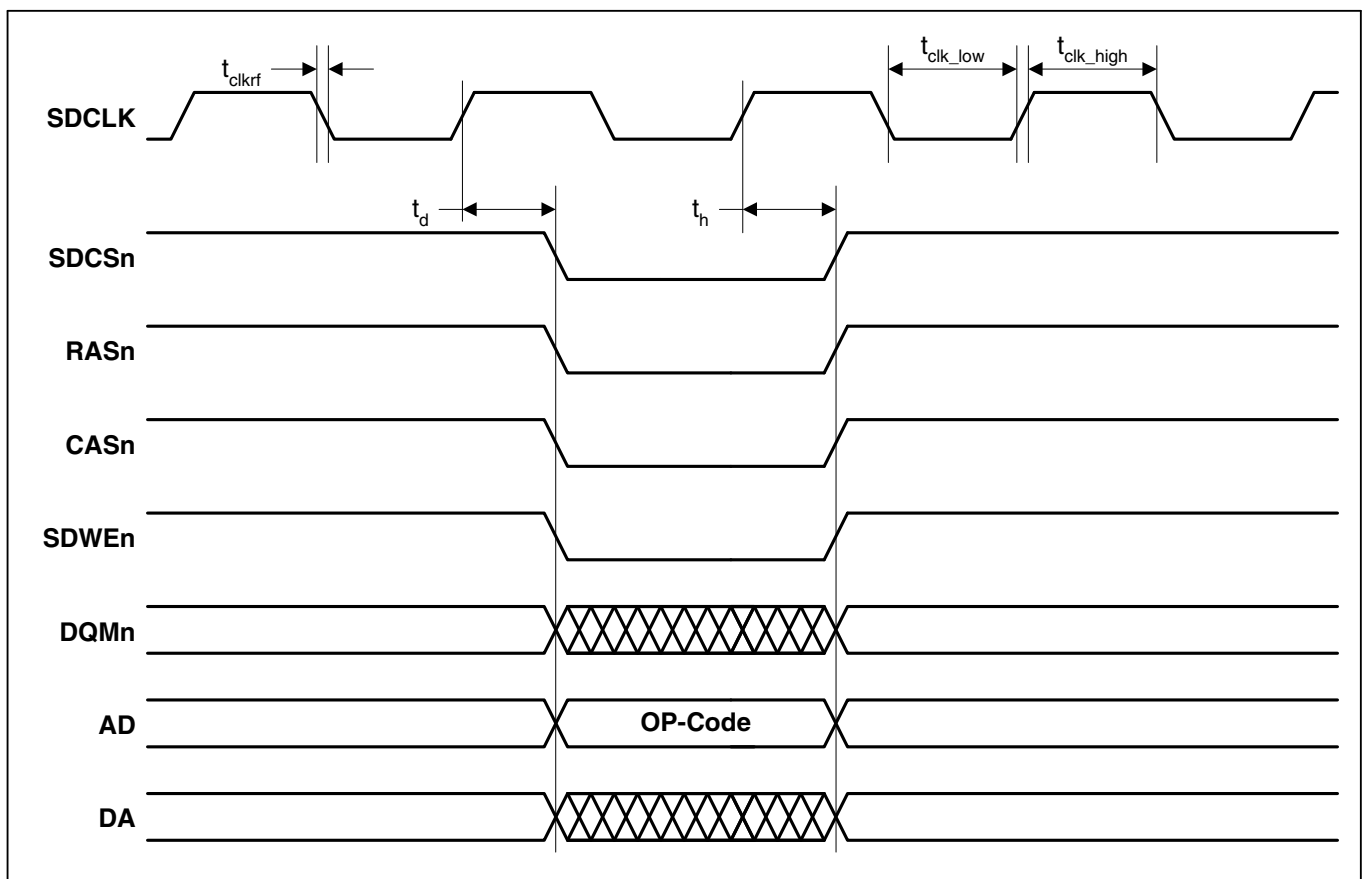 t_clkrf
t_clk_low
t_clk_high
SDCLK
t_d
t_h
SDCSn
RASn
CASn
SDWEn
DQMn
AD
OP-Code
DA